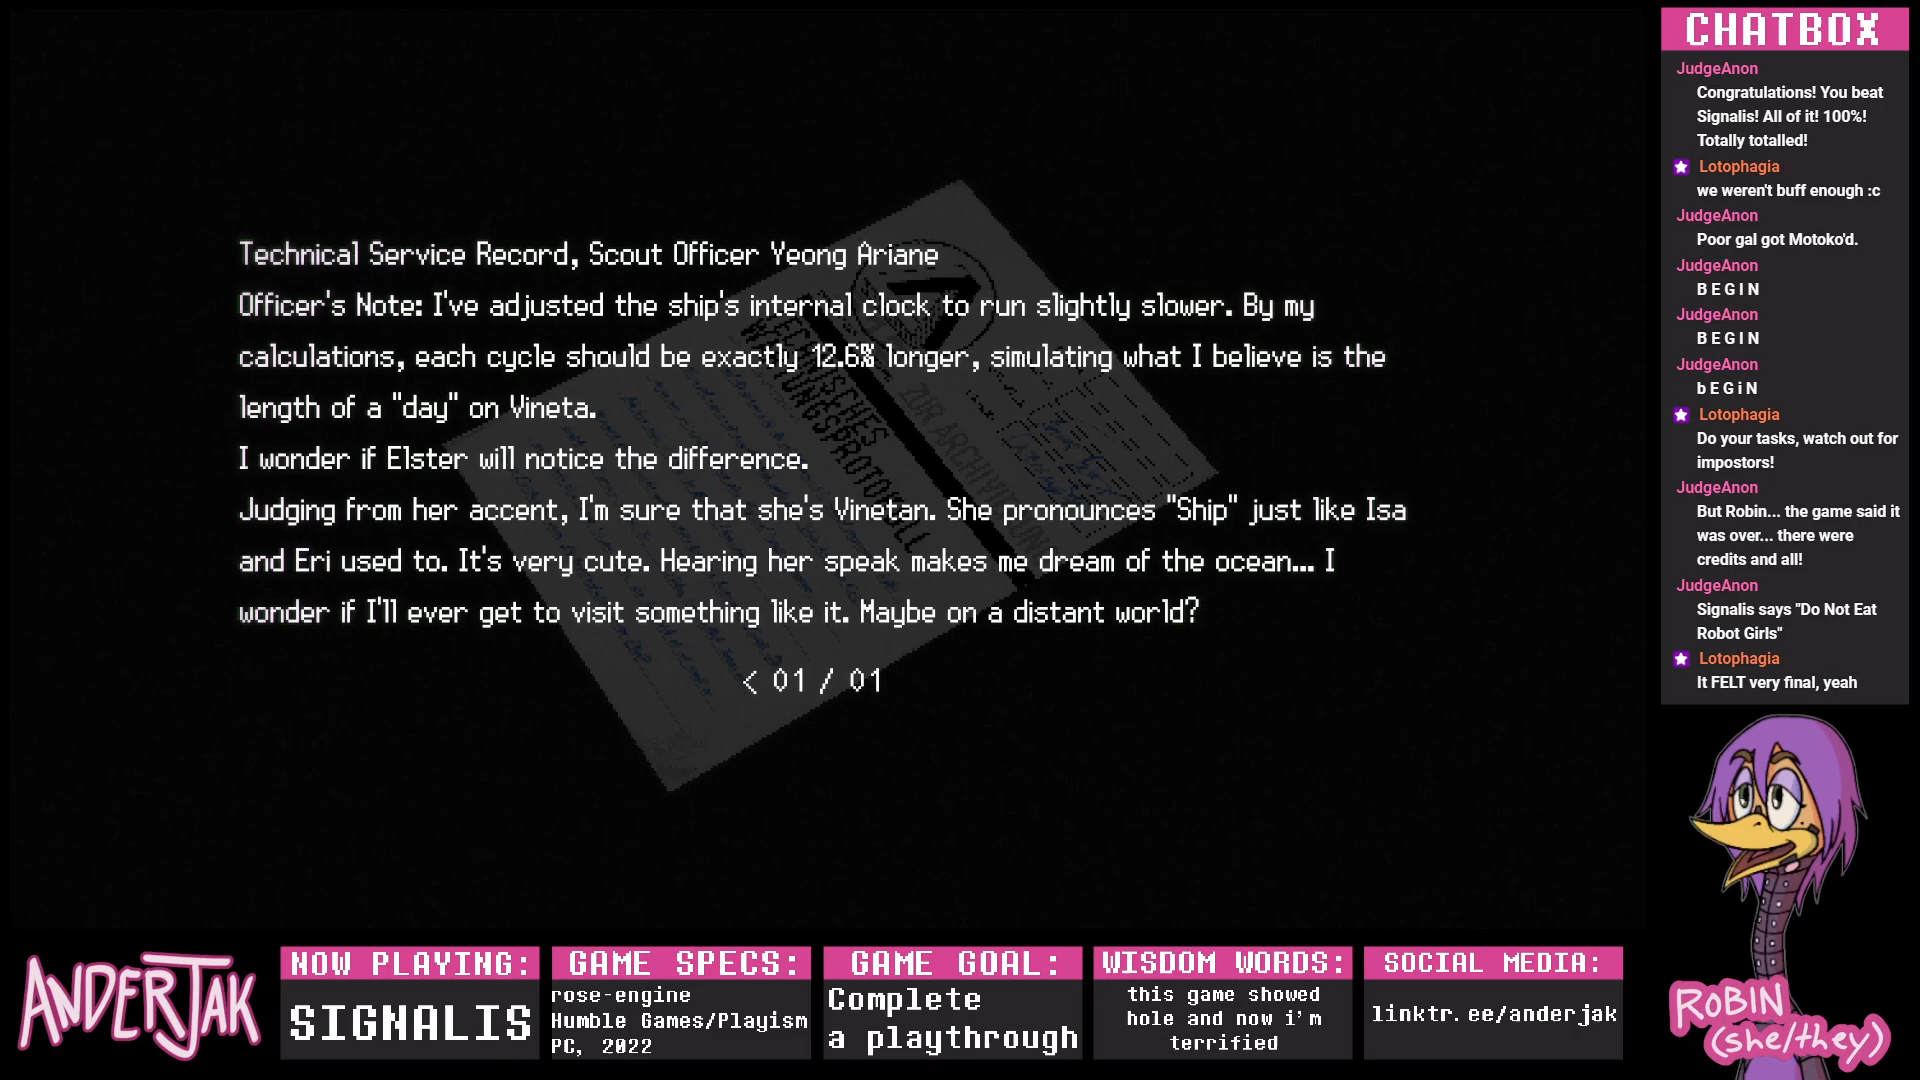 Technical Service Record, Scout Officer Yeong Ariane
Officer's Note: I've adjusted the ship's internal clock to run slightly slower. By my
calculations, each cycle should be exactly 12.6% longer, simulating what I believe is the
length of a "day" on Vineta.
I wonder if Elster will notice the difference.
Judging from her accent, I'm sure that she's Vinetan. She pronounces "Ship" just like Isa
and Eri used to. It's very cute. Hearing her speak makes me dream of the ocean... I
wonder if I'll ever get to visit something like it. Maybe on a distant world?
< 01 / 01
ZUR ARCHIVIERUNG
CHATBOX
JudgeAnon
Congratulations! You beat
Signalis! All of it! 100%!
Totally totalled!
Lotophagia
we weren't buff enough :c
JudgeAnon
Poor gal got Motoko'd.
JudgeAnon
B E G I N
JudgeAnon
B E G I N
JudgeAnon
b E G i N
Lotophagia
Do your tasks, watch out for
impostors!
JudgeAnon
But Robin... the game said it
was over... there were
credits and all!
JudgeAnon
Signalis says "Do Not Eat
Robot Girls"
Lotophagia
It FELT very final, yeah
ANDERJAK
NOW PLAYING:
SIGNALIS
GAME SPECS:
rose-engine
Humble Games/Playism
PC, 2022
GAME GOAL:
Complete
a playthrough
WISDOM WORDS:
this game showed
hole and now i'm
terrified
SOCIAL MEDIA:
linktr.ee/anderjak
ROBIN
(she/they)